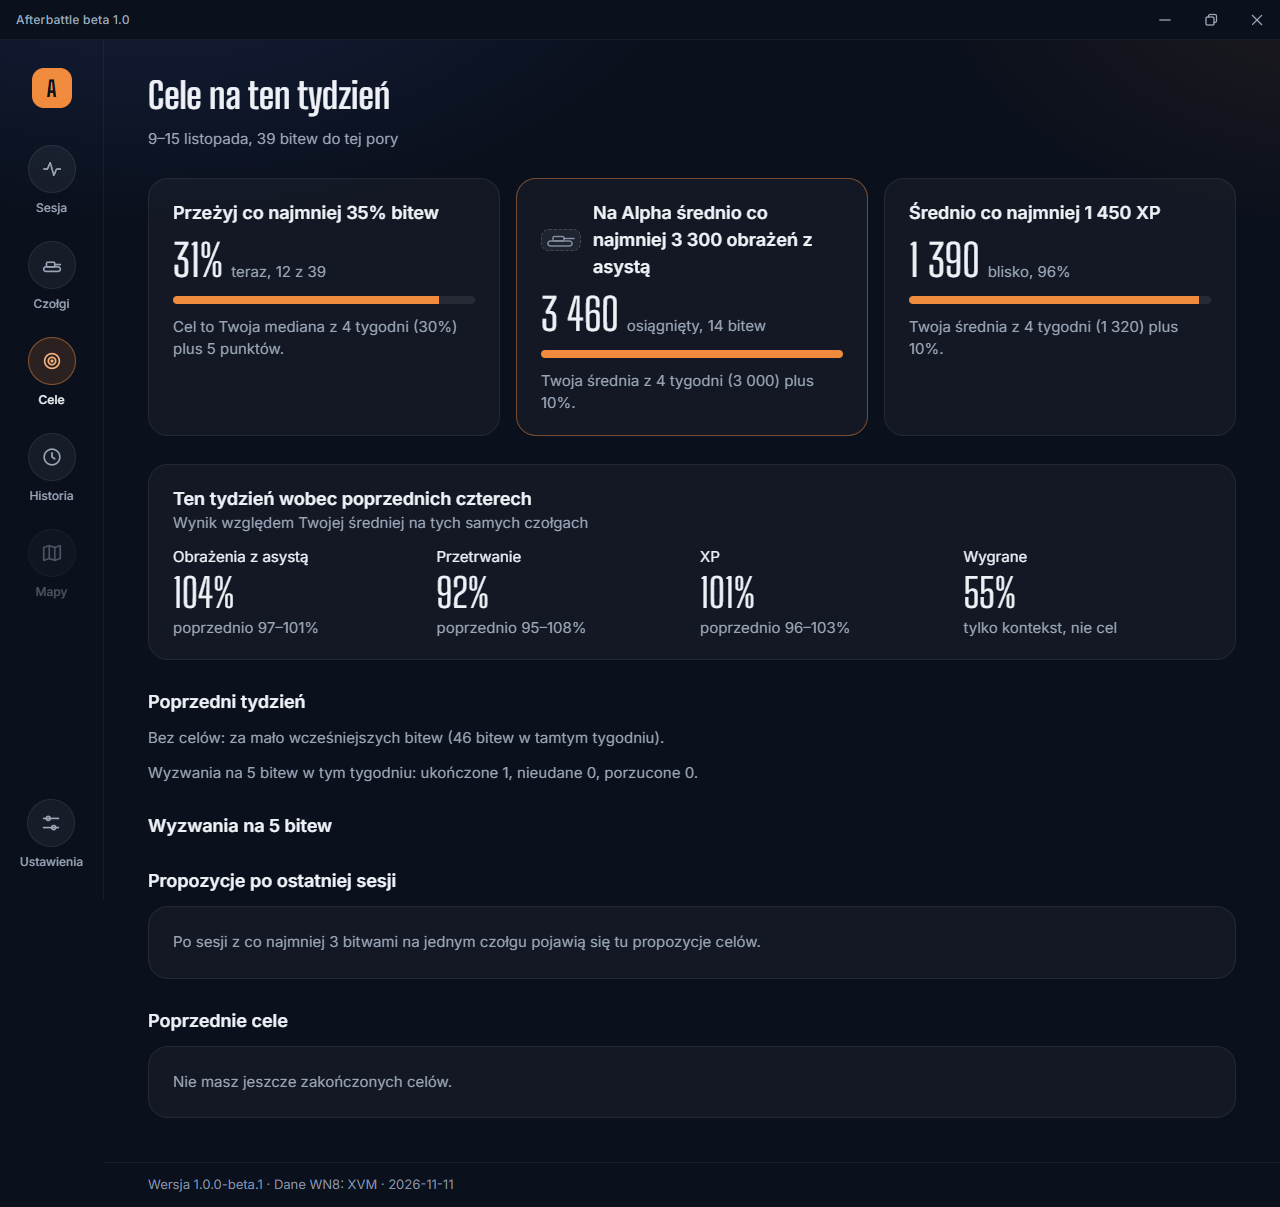 Afterbattle beta 1.0
A
Sesja
Czołgi
Cele
Historia
Mapy
Ustawienia
Cele na ten tydzień
9–15 listopada, 39 bitew do tej pory
Przeżyj co najmniej 35% bitew
31% teraz, 12 z 39
Cel to Twoja mediana z 4 tygodni (30%)
plus 5 punktów.
Na Alpha średnio co
najmniej 3 300 obrażeń z
asystą
3 460 osiągnięty, 14 bitew
Twoja średnia z 4 tygodni (3 000) plus
10%.
Średnio co najmniej 1 450 XP
1 390 blisko, 96%
Twoja średnia z 4 tygodni (1 320) plus
10%.
Ten tydzień wobec poprzednich czterech
Wynik względem Twojej średniej na tych samych czołgach
Obrażenia z asystą
104%
poprzednio 97–101%
Przetrwanie
92%
poprzednio 95–108%
XP
101%
poprzednio 96–103%
Wygrane
55%
tylko kontekst, nie cel
Poprzedni tydzień
Bez celów: za mało wcześniejszych bitew (46 bitew w tamtym tygodniu).
Wyzwania na 5 bitew w tym tygodniu: ukończone 1, nieudane 0, porzucone 0.
Wyzwania na 5 bitew
Propozycje po ostatniej sesji
Po sesji z co najmniej 3 bitwami na jednym czołgu pojawią się tu propozycje celów.
Poprzednie cele
Nie masz jeszcze zakończonych celów.
Wersja 1.0.0-beta.1 · Dane WN8: XVM · 2026-11-11